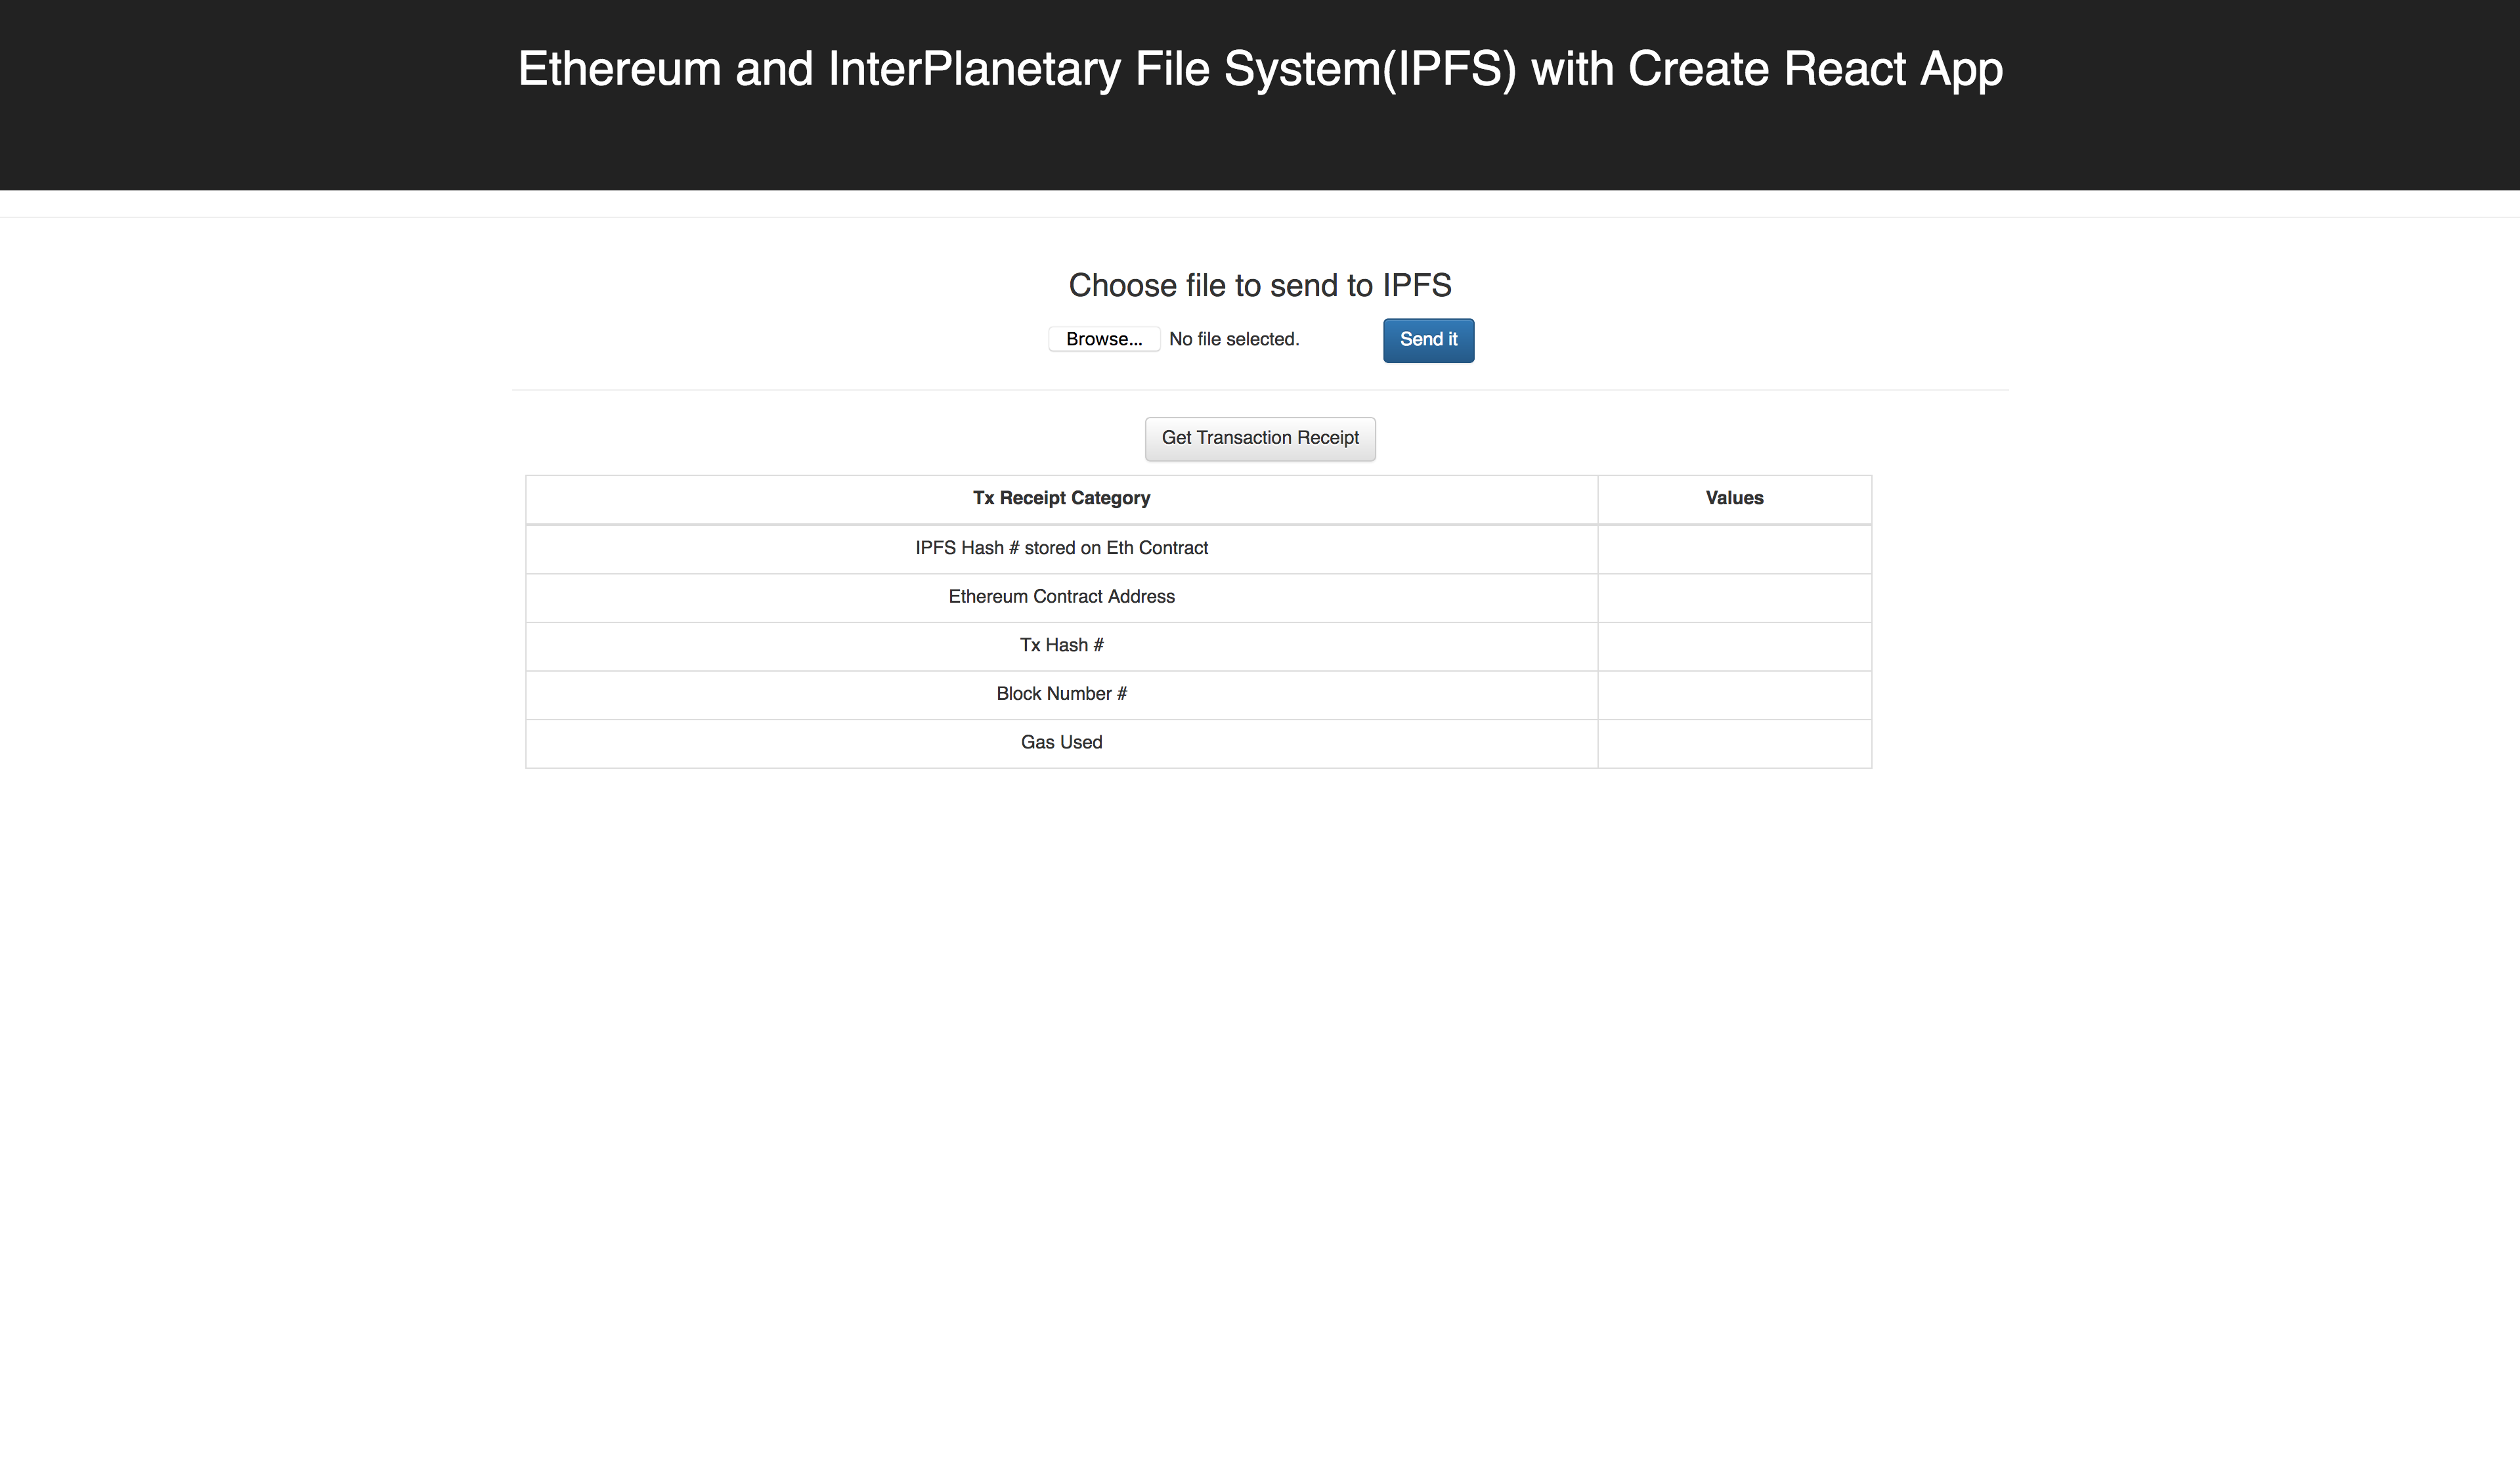 Ethereum and InterPlanetary File System(IPFS) with Create React App
Choose file to send to IPFS
Browse... No file selected. Send it
Get Transaction Receipt
Tx Receipt Category Values
IPFS Hash # stored on Eth Contract
Ethereum Contract Address
Tx Hash #
Block Number #
Gas Used